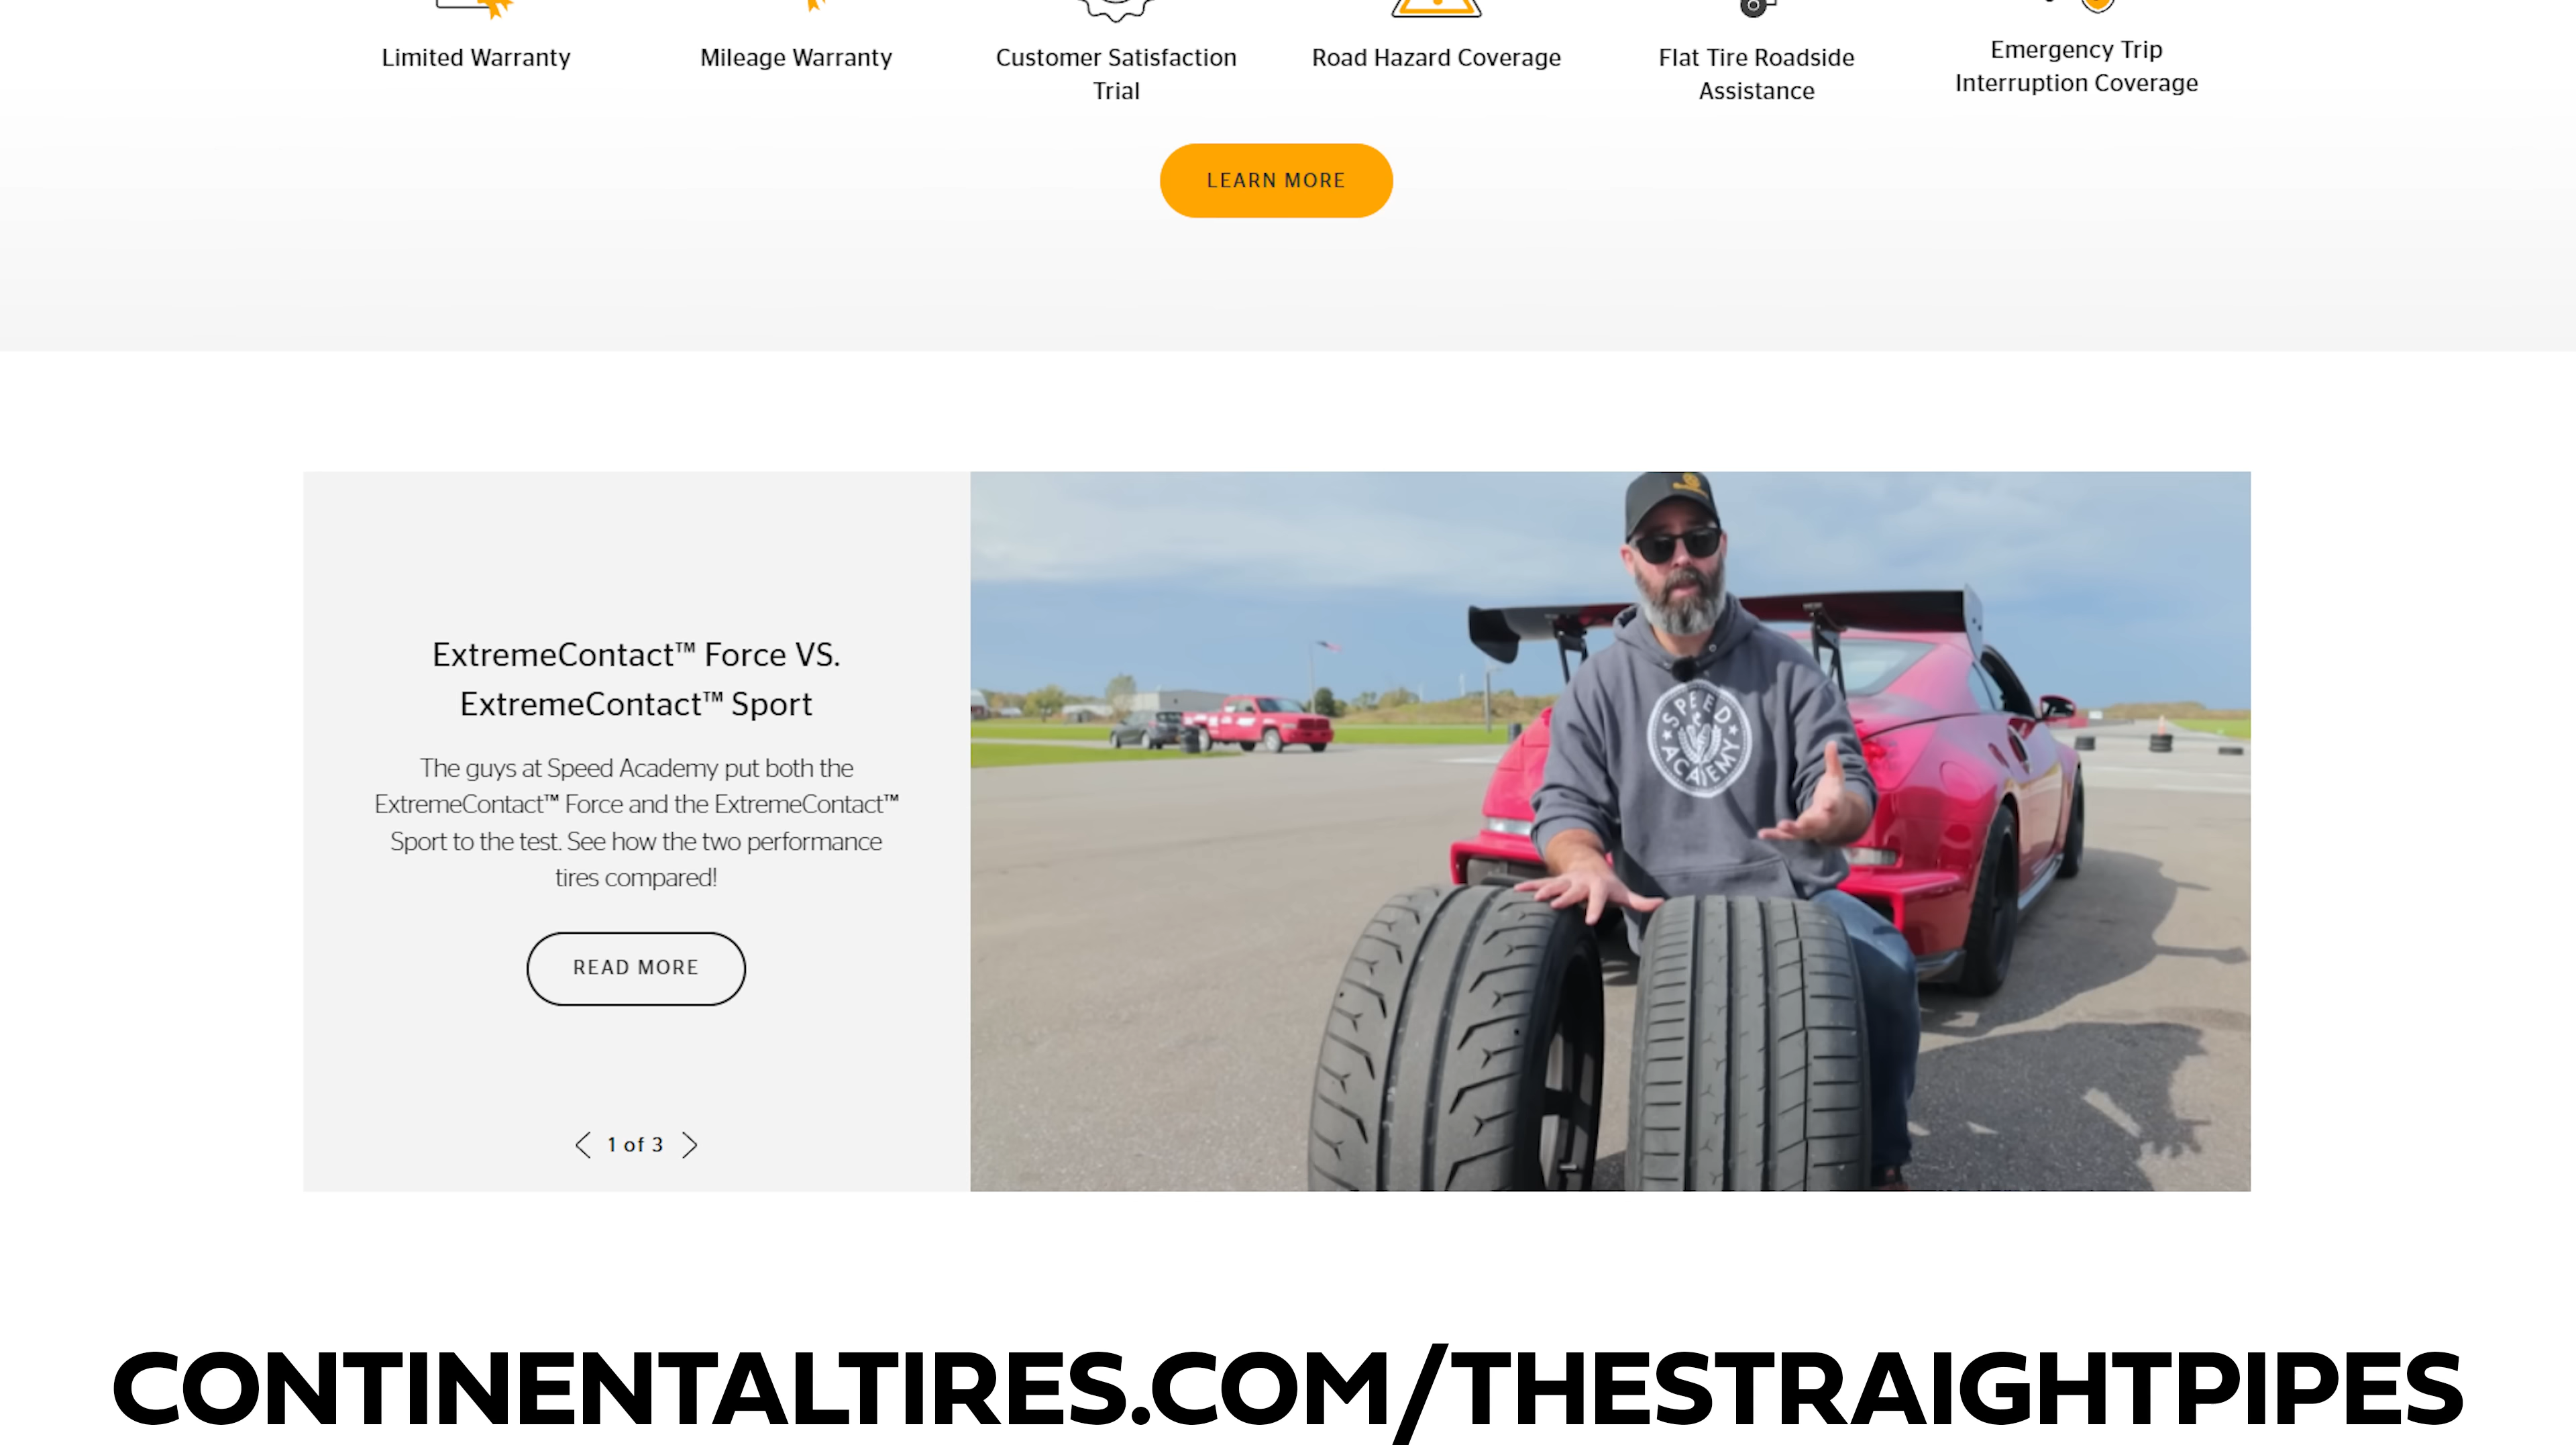 Limited Warranty
Mileage Warranty
Customer Satisfaction
Trial
Road Hazard Coverage
Flat Tire Roadside
Assistance
Emergency Trip
Interruption Coverage
LEARN MORE
ExtremeContact™ Force VS.
ExtremeContact™ Sport
The guys at Speed Academy put both the
ExtremeContact™ Force and the ExtremeContact™
Sport to the test. See how the two performance
tires compared!
READ MORE
1 of 3
SPEED
ACADEMY
CONTINENTALTIRES.COM/THESTRAIGHTPIPES